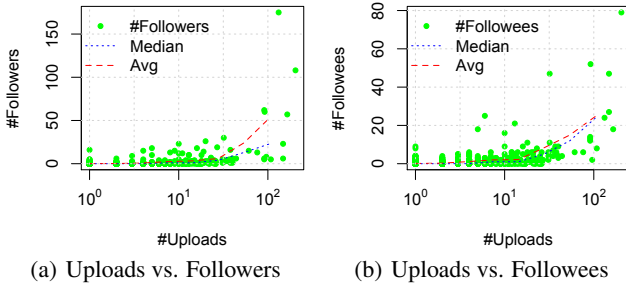 #Followers
150
100
50
0
#Followers
Median
Avg
10^0
10^1
10^2
#Uploads
(a) Uploads vs. Followers
#Followees
80
60
40
20
0
#Followees
Median
Avg
10^0
10^1
10^2
#Uploads
(b) Uploads vs. Followees